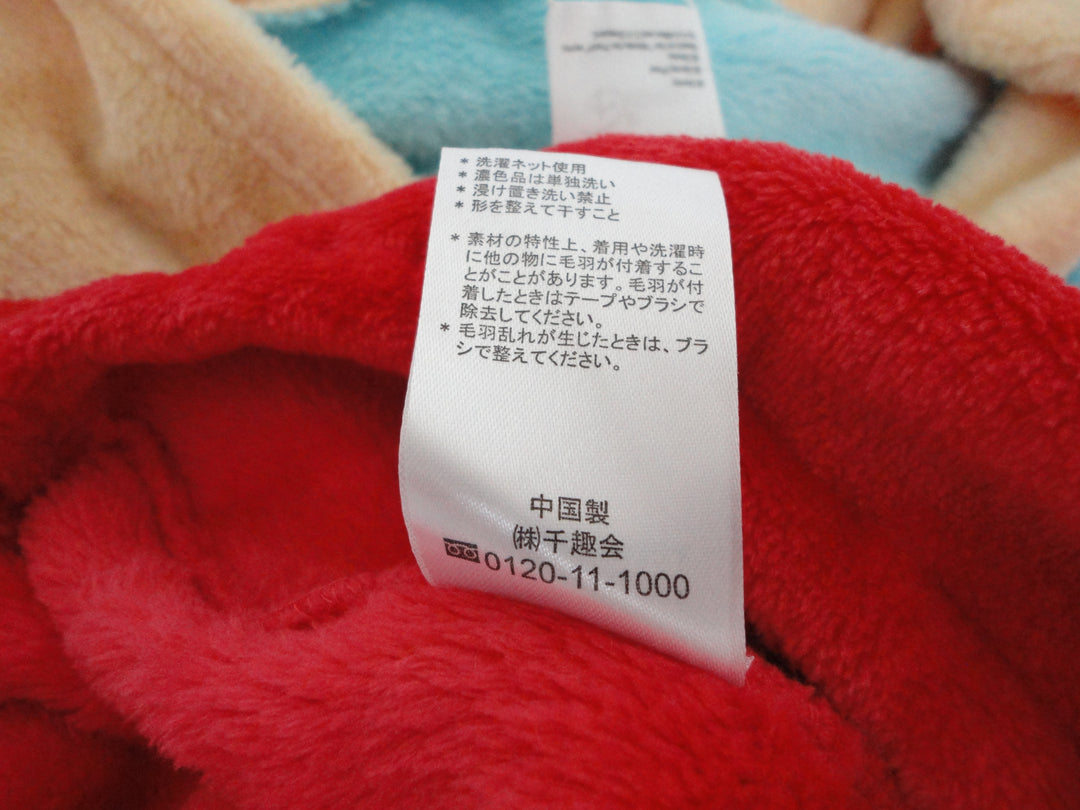 * 洗濯ネット使用
* 濃色品は単独洗い
* 浸け置き洗い禁止
* 形を整えて干すこと
* 素材の特性上、着用や洗濯時
に他の物に毛羽が付着するこ
とがことがあります。毛羽が付
着したときはテープやブラシで
除去してください。
* 毛羽乱れが生じたときは、ブラ
シで整えてください。
中国製
㈱千趣会
0120-11-1000